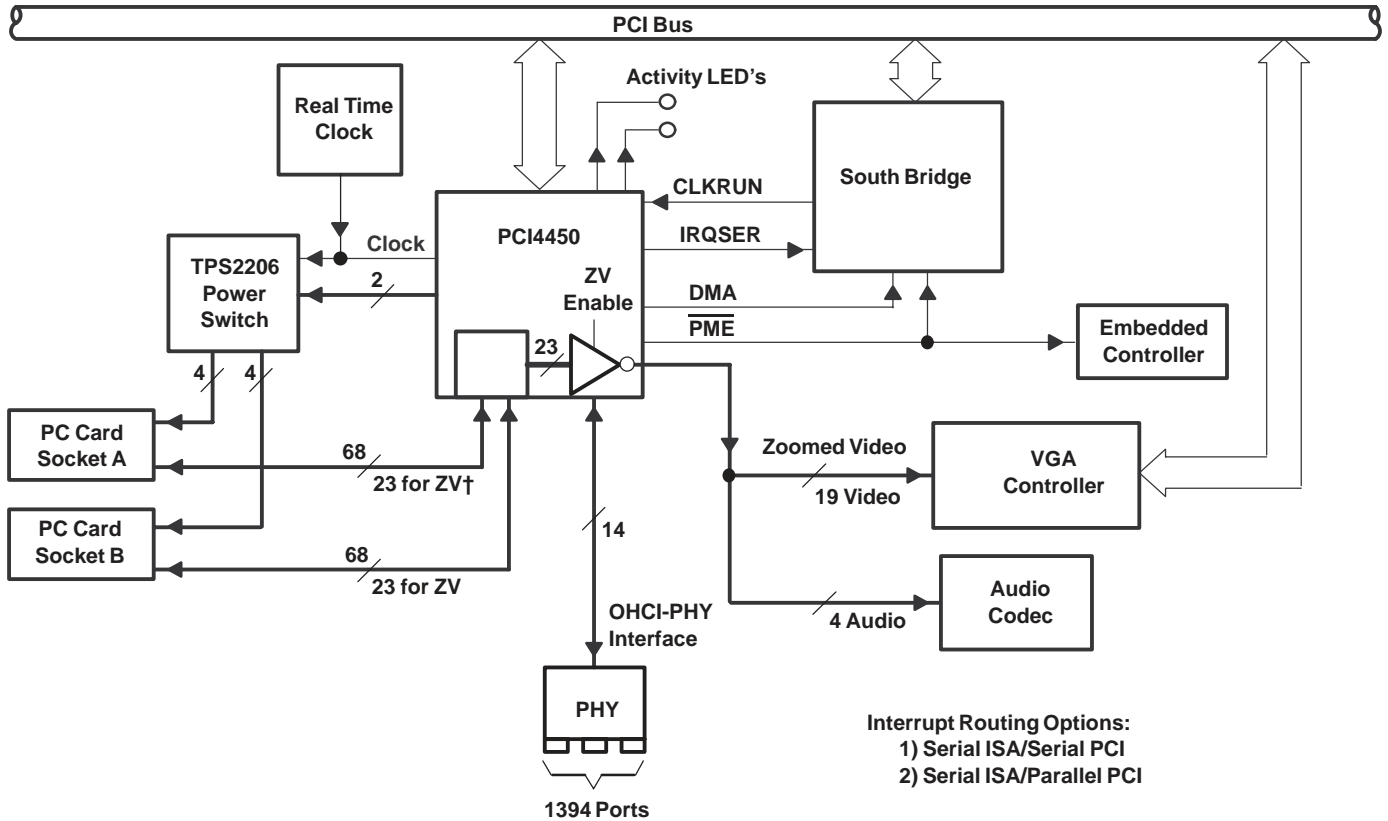 PCI Bus
Activity LED's
Real Time
Clock
South Bridge
CLKRUN
PCI4450
IRQSER
Clock
TPS2206
Power
Switch
2
ZV
Enable
DMA
PME
Embedded
Controller
23
4
4
PC Card
Socket A
68
23 for ZV†
Zoomed Video
19 Video
VGA
Controller
PC Card
Socket B
68
23 for ZV
14
OHCI-PHY
Interface
4 Audio
Audio
Codec
PHY
1394 Ports
Interrupt Routing Options:
1) Serial ISA/Serial PCI
2) Serial ISA/Parallel PCI